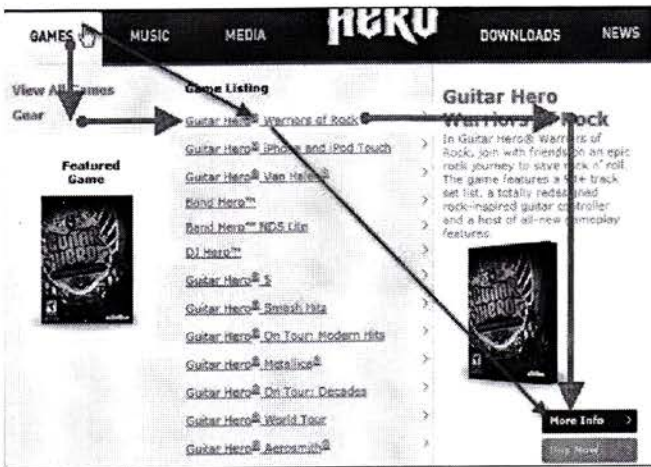 GAMES MUSIC MEDIA HERO DOWNLOADS NEWS
View All Games
Gear
Featured
Game
GUITAR HERO
Game Listing
Guitar Hero® Warriors of Rock
Guitar Hero® iPhone and iPod Touch
Guitar Hero® Van Halen®
Band Hero™
Band Hero™ NDS Lite
DJ Hero™
Guitar Hero® 5
Guitar Hero® Smash Hits
Guitar Hero® On Tour: Modern Hits
Guitar Hero® Metallica®
Guitar Hero® On Tour: Decades
Guitar Hero® World Tour
Guitar Hero® Aerosmith®
Guitar Hero
Warriors of Rock
In Guitar Hero® Warriors of
Rock, join with friends on an epic
rock journey to save rock n' roll.
The game features a 90+ track
set list, a totally redesigned
rock-inspired guitar controller
and a host of all-new gameplay
features
GUITAR HERO
More Info
Buy Now